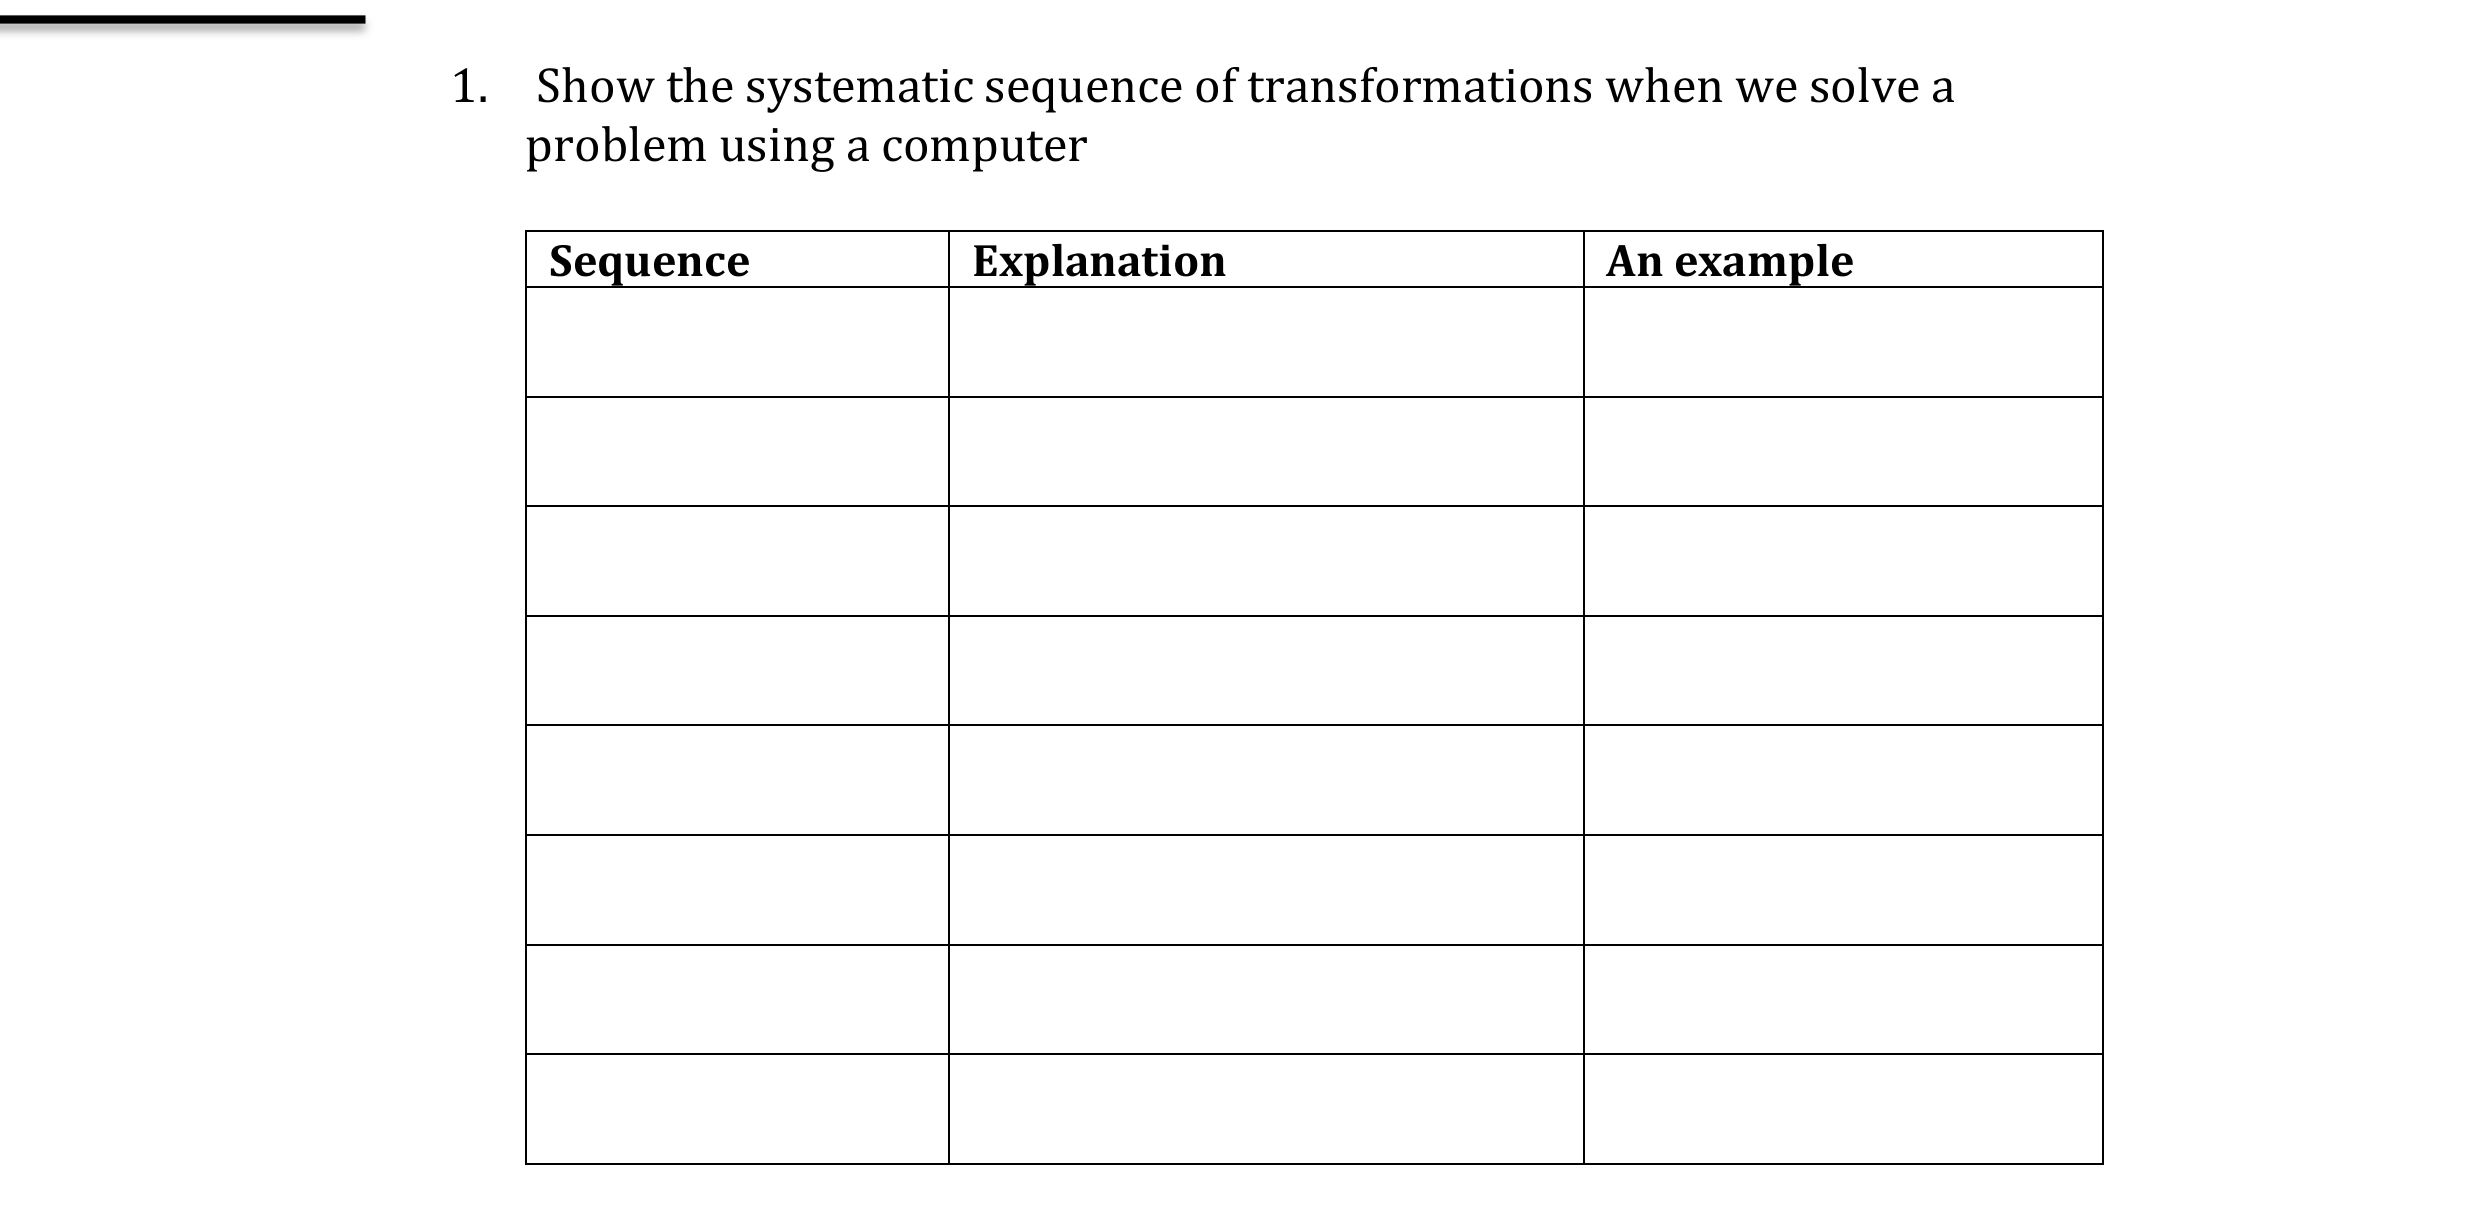 1. Show the systematic sequence of transformations when we solve a
problem using a computer
Sequence Explanation An example